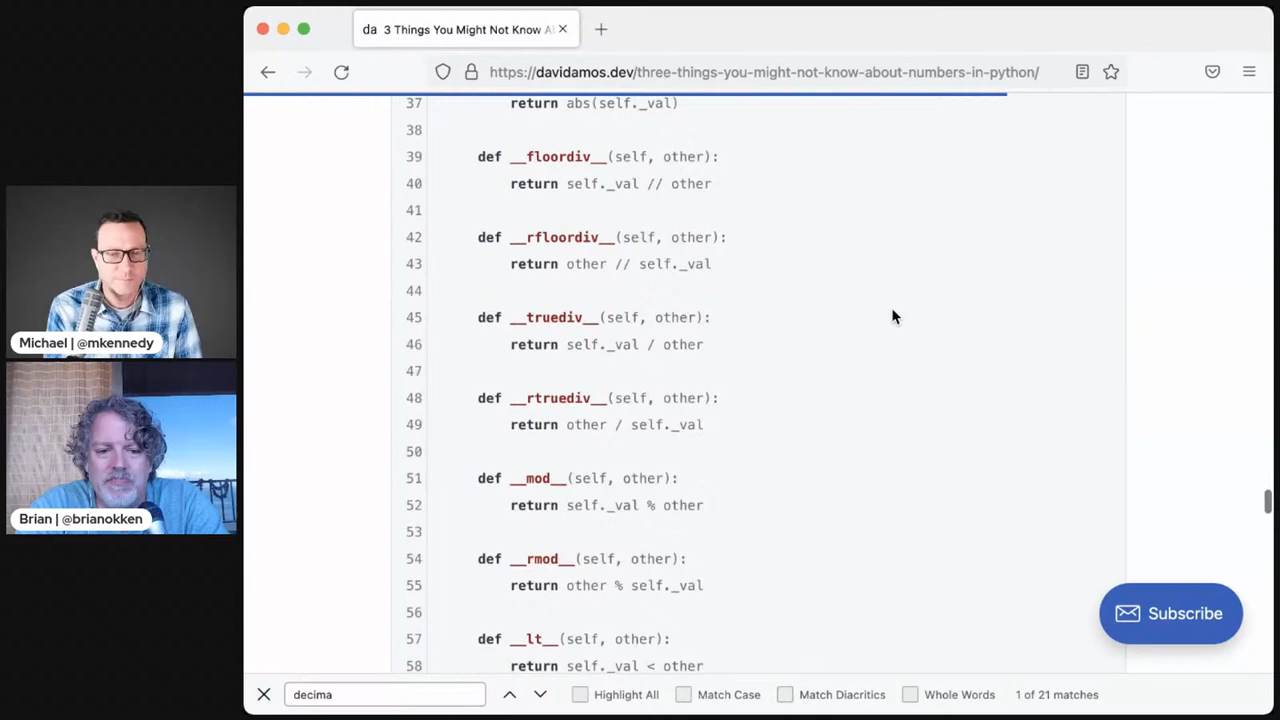 da 3 Things You Might Not Know A
https://davidamos.dev/three-things-you-might-not-know-about-numbers-in-python/
37 return abs(self._val)
38
39 def __floordiv__(self, other):
40 return self._val // other
41
42 def __rfloordiv__(self, other):
43 return other // self._val
44
45 def __truediv__(self, other):
46 return self._val / other
47
48 def __rtruediv__(self, other):
49 return other / self._val
50
51 def __mod__(self, other):
52 return self._val % other
53
54 def __rmod__(self, other):
55 return other % self._val
56
57 def __lt__(self, other):
58 return self._val < other
Michael | @mkennedy
Brian | @brianokken
Subscribe
decima
Highlight All Match Case Match Diacritics Whole Words 1 of 21 matches